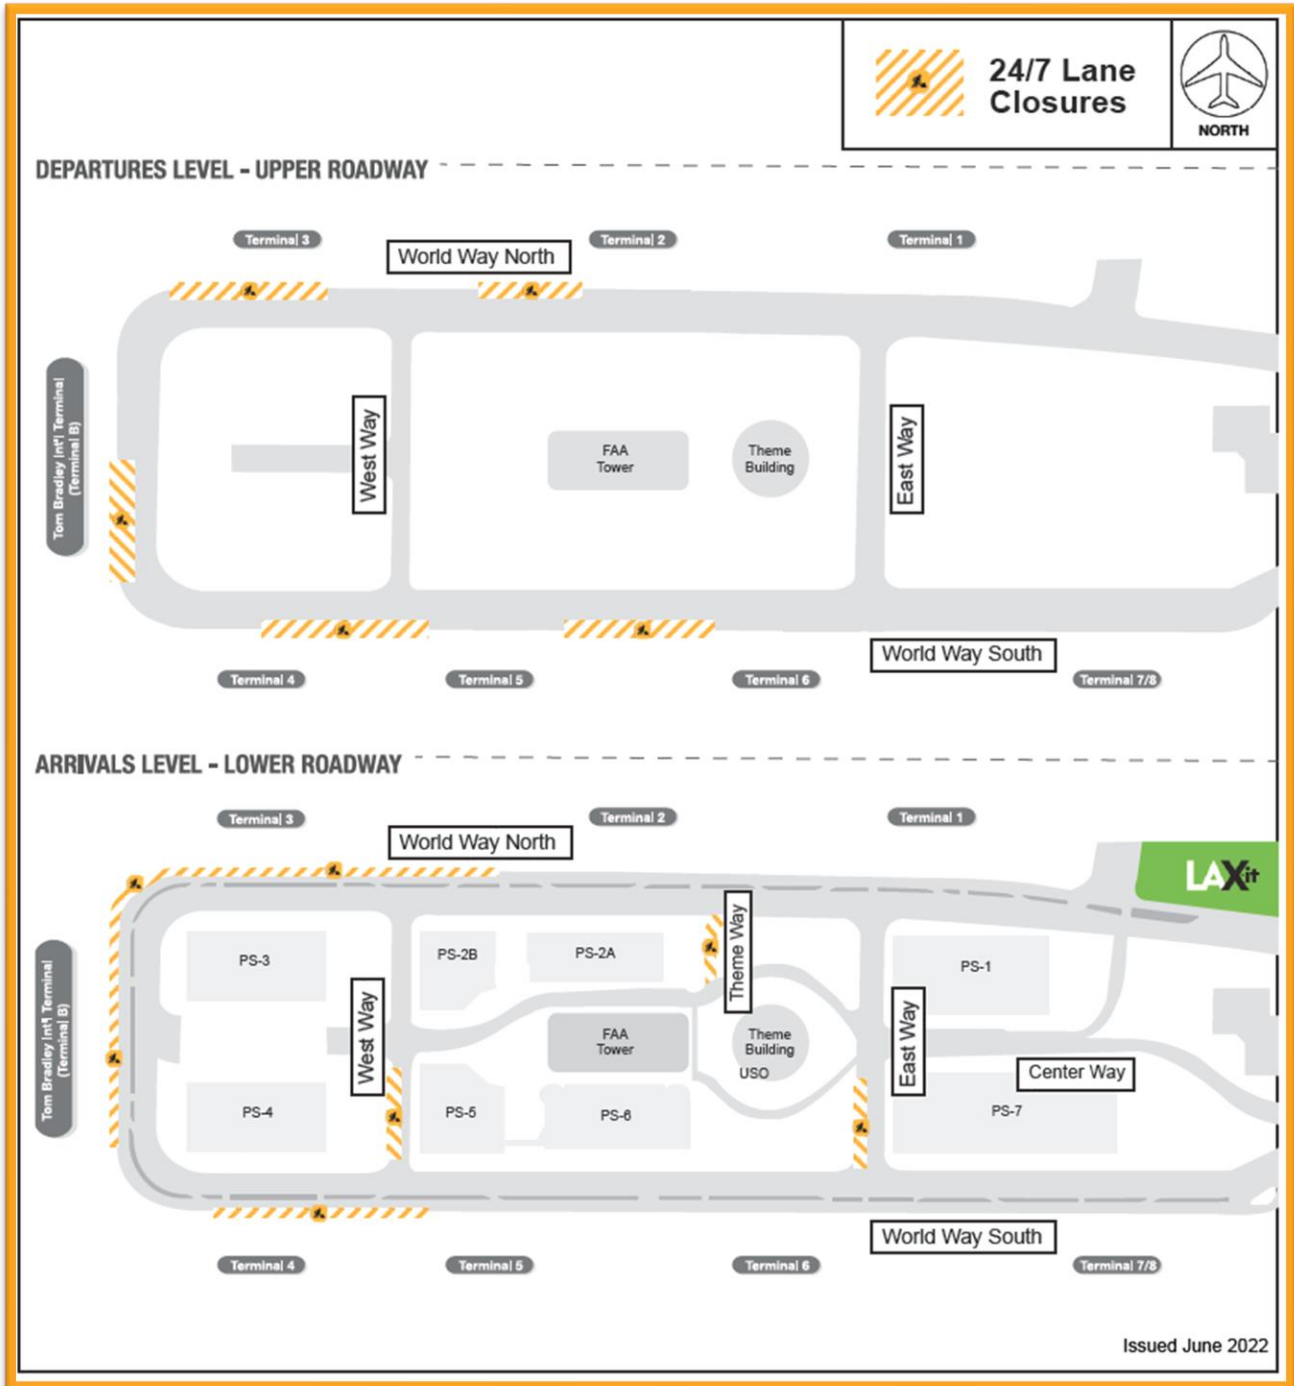 24/7 Lane
Closures
NORTH
DEPARTURES LEVEL - UPPER ROADWAY
Terminal 3
Terminal 2
Terminal 1
World Way North
Tom Bradley Int'l Terminal
(Terminal B)
West Way
FAA
Tower
Theme
Building
East Way
World Way South
Terminal 4
Terminal 5
Terminal 6
Terminal 7/8
ARRIVALS LEVEL - LOWER ROADWAY
Terminal 3
Terminal 2
Terminal 1
World Way North
LAXit
Tom Bradley Int'l Terminal
(Terminal B)
PS-3
PS-2B
PS-2A
Theme Way
PS-1
West Way
FAA
Tower
Theme
Building
USO
East Way
Center Way
PS-4
PS-5
PS-6
PS-7
World Way South
Terminal 4
Terminal 5
Terminal 6
Terminal 7/8
Issued June 2022